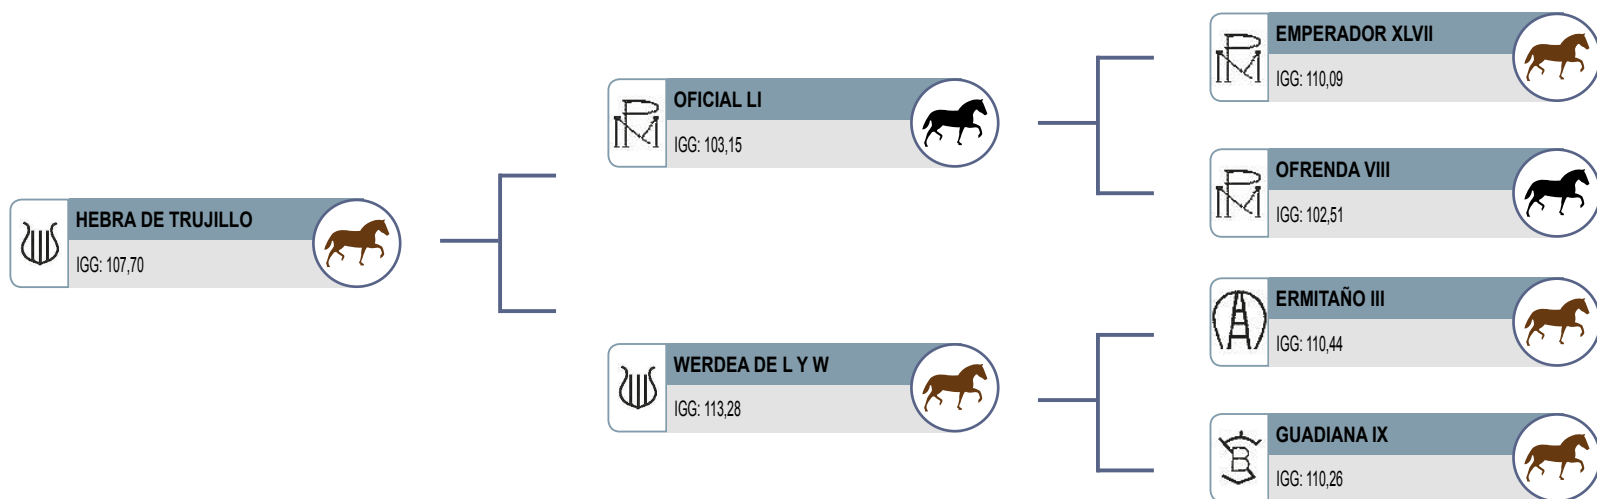 EMPERADOR XLVII
IGG: 110,09
OFICIAL LI
IGG: 103,15
OFRENDA VIII
IGG: 102,51
HEBRA DE TRUJILLO
IGG: 107,70
ERMITAÑO III
IGG: 110,44
WERDEA DE L Y W
IGG: 113,28
GUADIANA IX
IGG: 110,26